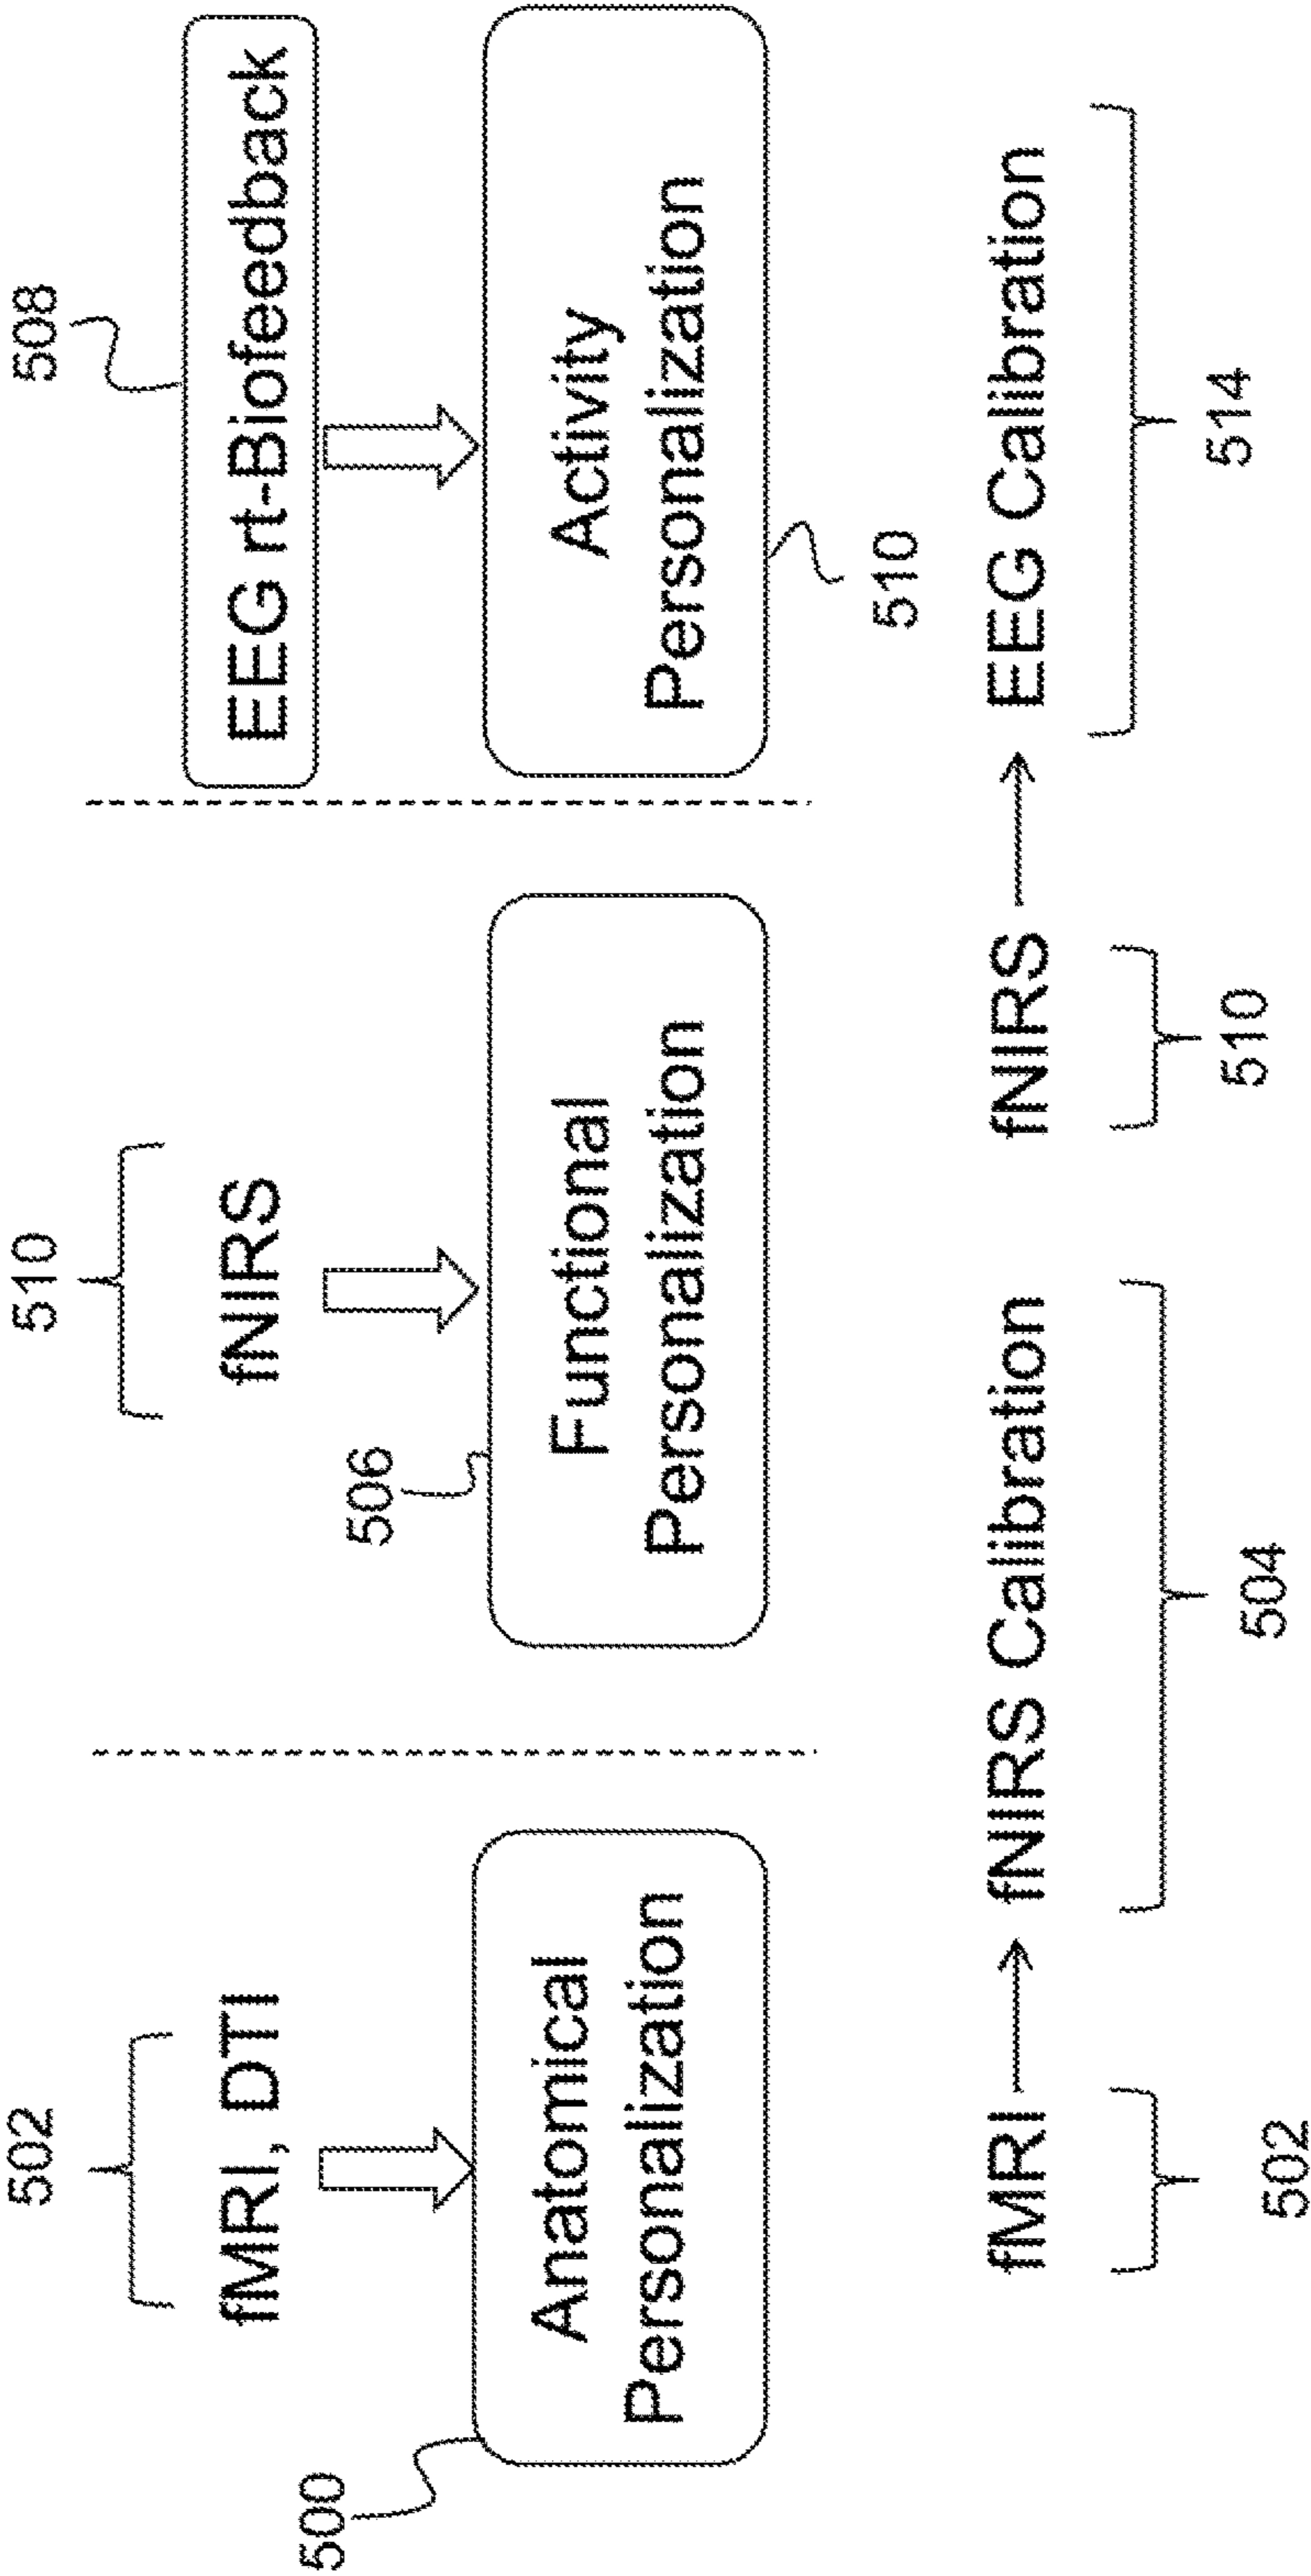 502
fMRI, DTI
500
Anatomical
Personalization
510
fNIRS
506
Functional
Personalization
508
EEG rt-Biofeedback
Activity
Personalization
510
fMRI
502
fNIRS Calibration
504
fNIRS
510
EEG Calibration
514